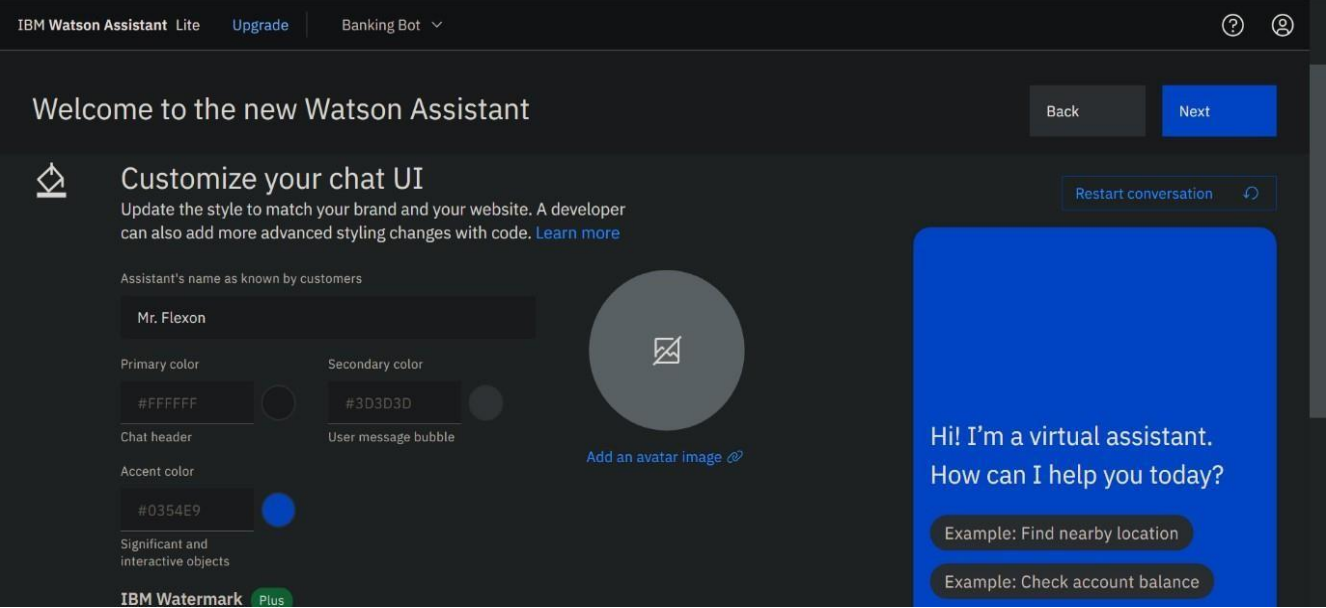 IBM Watson Assistant Lite Upgrade Banking Bot
Welcome to the new Watson Assistant
Back
Next
Customize your chat UI
Update the style to match your brand and your website. A developer
can also add more advanced styling changes with code. Learn more
Assistant's name as known by customers
Mr. Flexon
Primary color
#FFFFFF
Chat header
Secondary color
#3D3D3D
User message bubble
Accent color
#0354E9
Significant and
interactive objects
IBM Watermark Plus
Add an avatar image
Restart conversation
Hi! I'm a virtual assistant.
How can I help you today?
Example: Find nearby location
Example: Check account balance